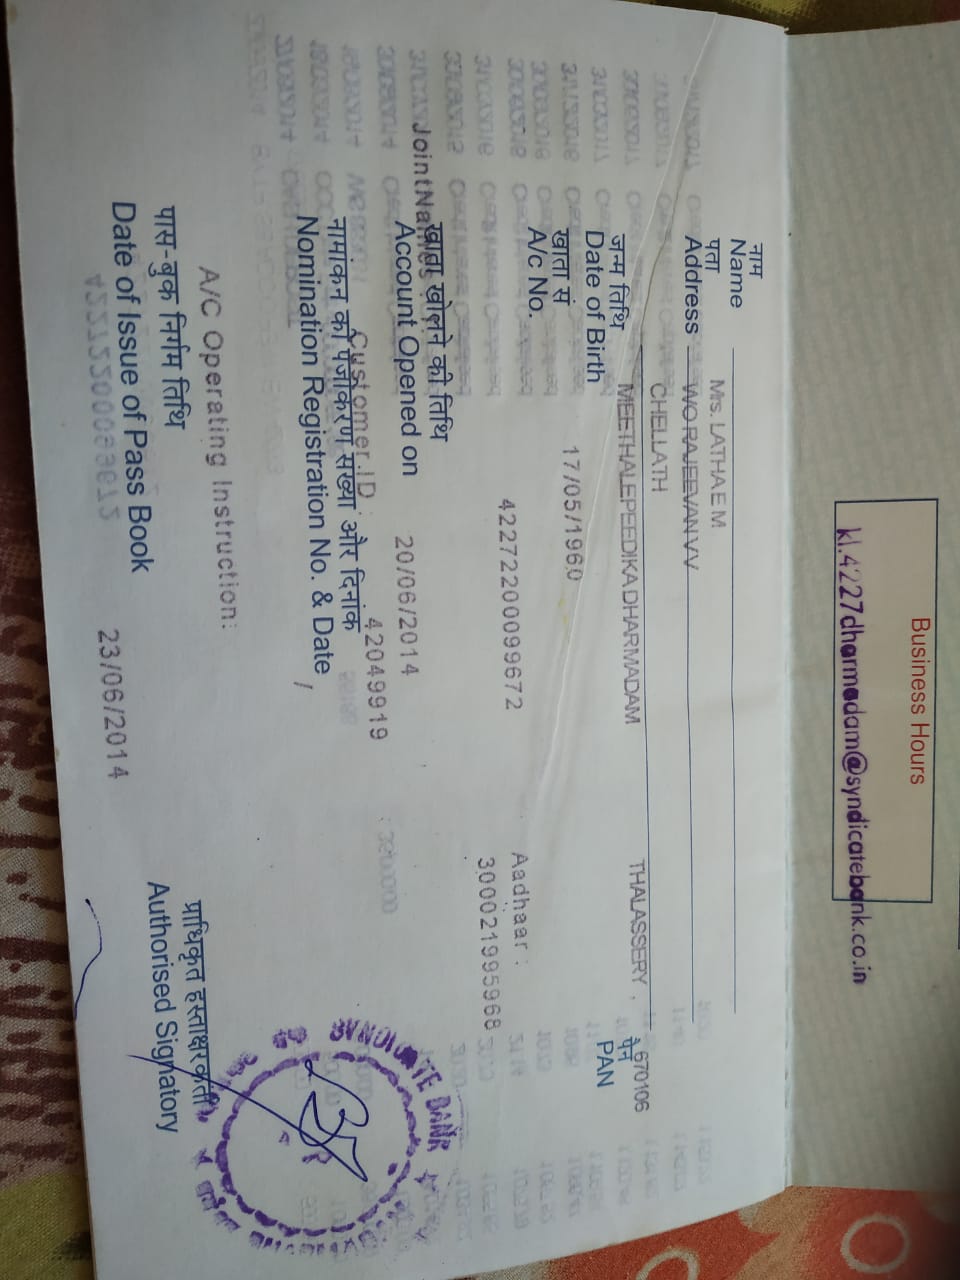 Business Hours
kl.4227dharmadam@syndicatebank.co.in
नाम
Name Mrs. LATHA E M
पता
Address WO RAJEEVAN V V
CHELLATH
MEETHALEPEEDIKA DHARMADAM THALASSERY , 670106
जन्म तिथि
Date of Birth 17/05/1960
पैन
PAN
खाता सं
A/c No. 42272200099672
Aadhaar :
300021995968
Joint Names
खाता खोलने की तिथि
Account Opened on 20/06/2014
Customer ID : 42049919
नामांकन का पंजीकरण संख्या और दिनांक
Nomination Registration No. & Date /
A/C Operating Instruction:
पास-बुक निर्गम तिथि
Date of Issue of Pass Book 23/06/2014
प्राधिकृत हस्ताक्षरकर्ता
Authorised Signatory
SYNDICATE BANK